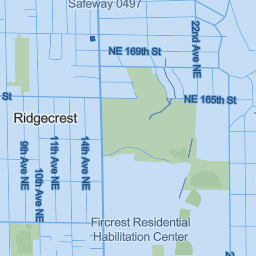 Safeway 0497
NE 169th St
22nd Ave NE
St
NE 165th St
Ridgecrest
9th Ave NE
10th Ave NE
11th Ave NE
14th Ave NE
Fircrest Residential
Habilitation Center
2